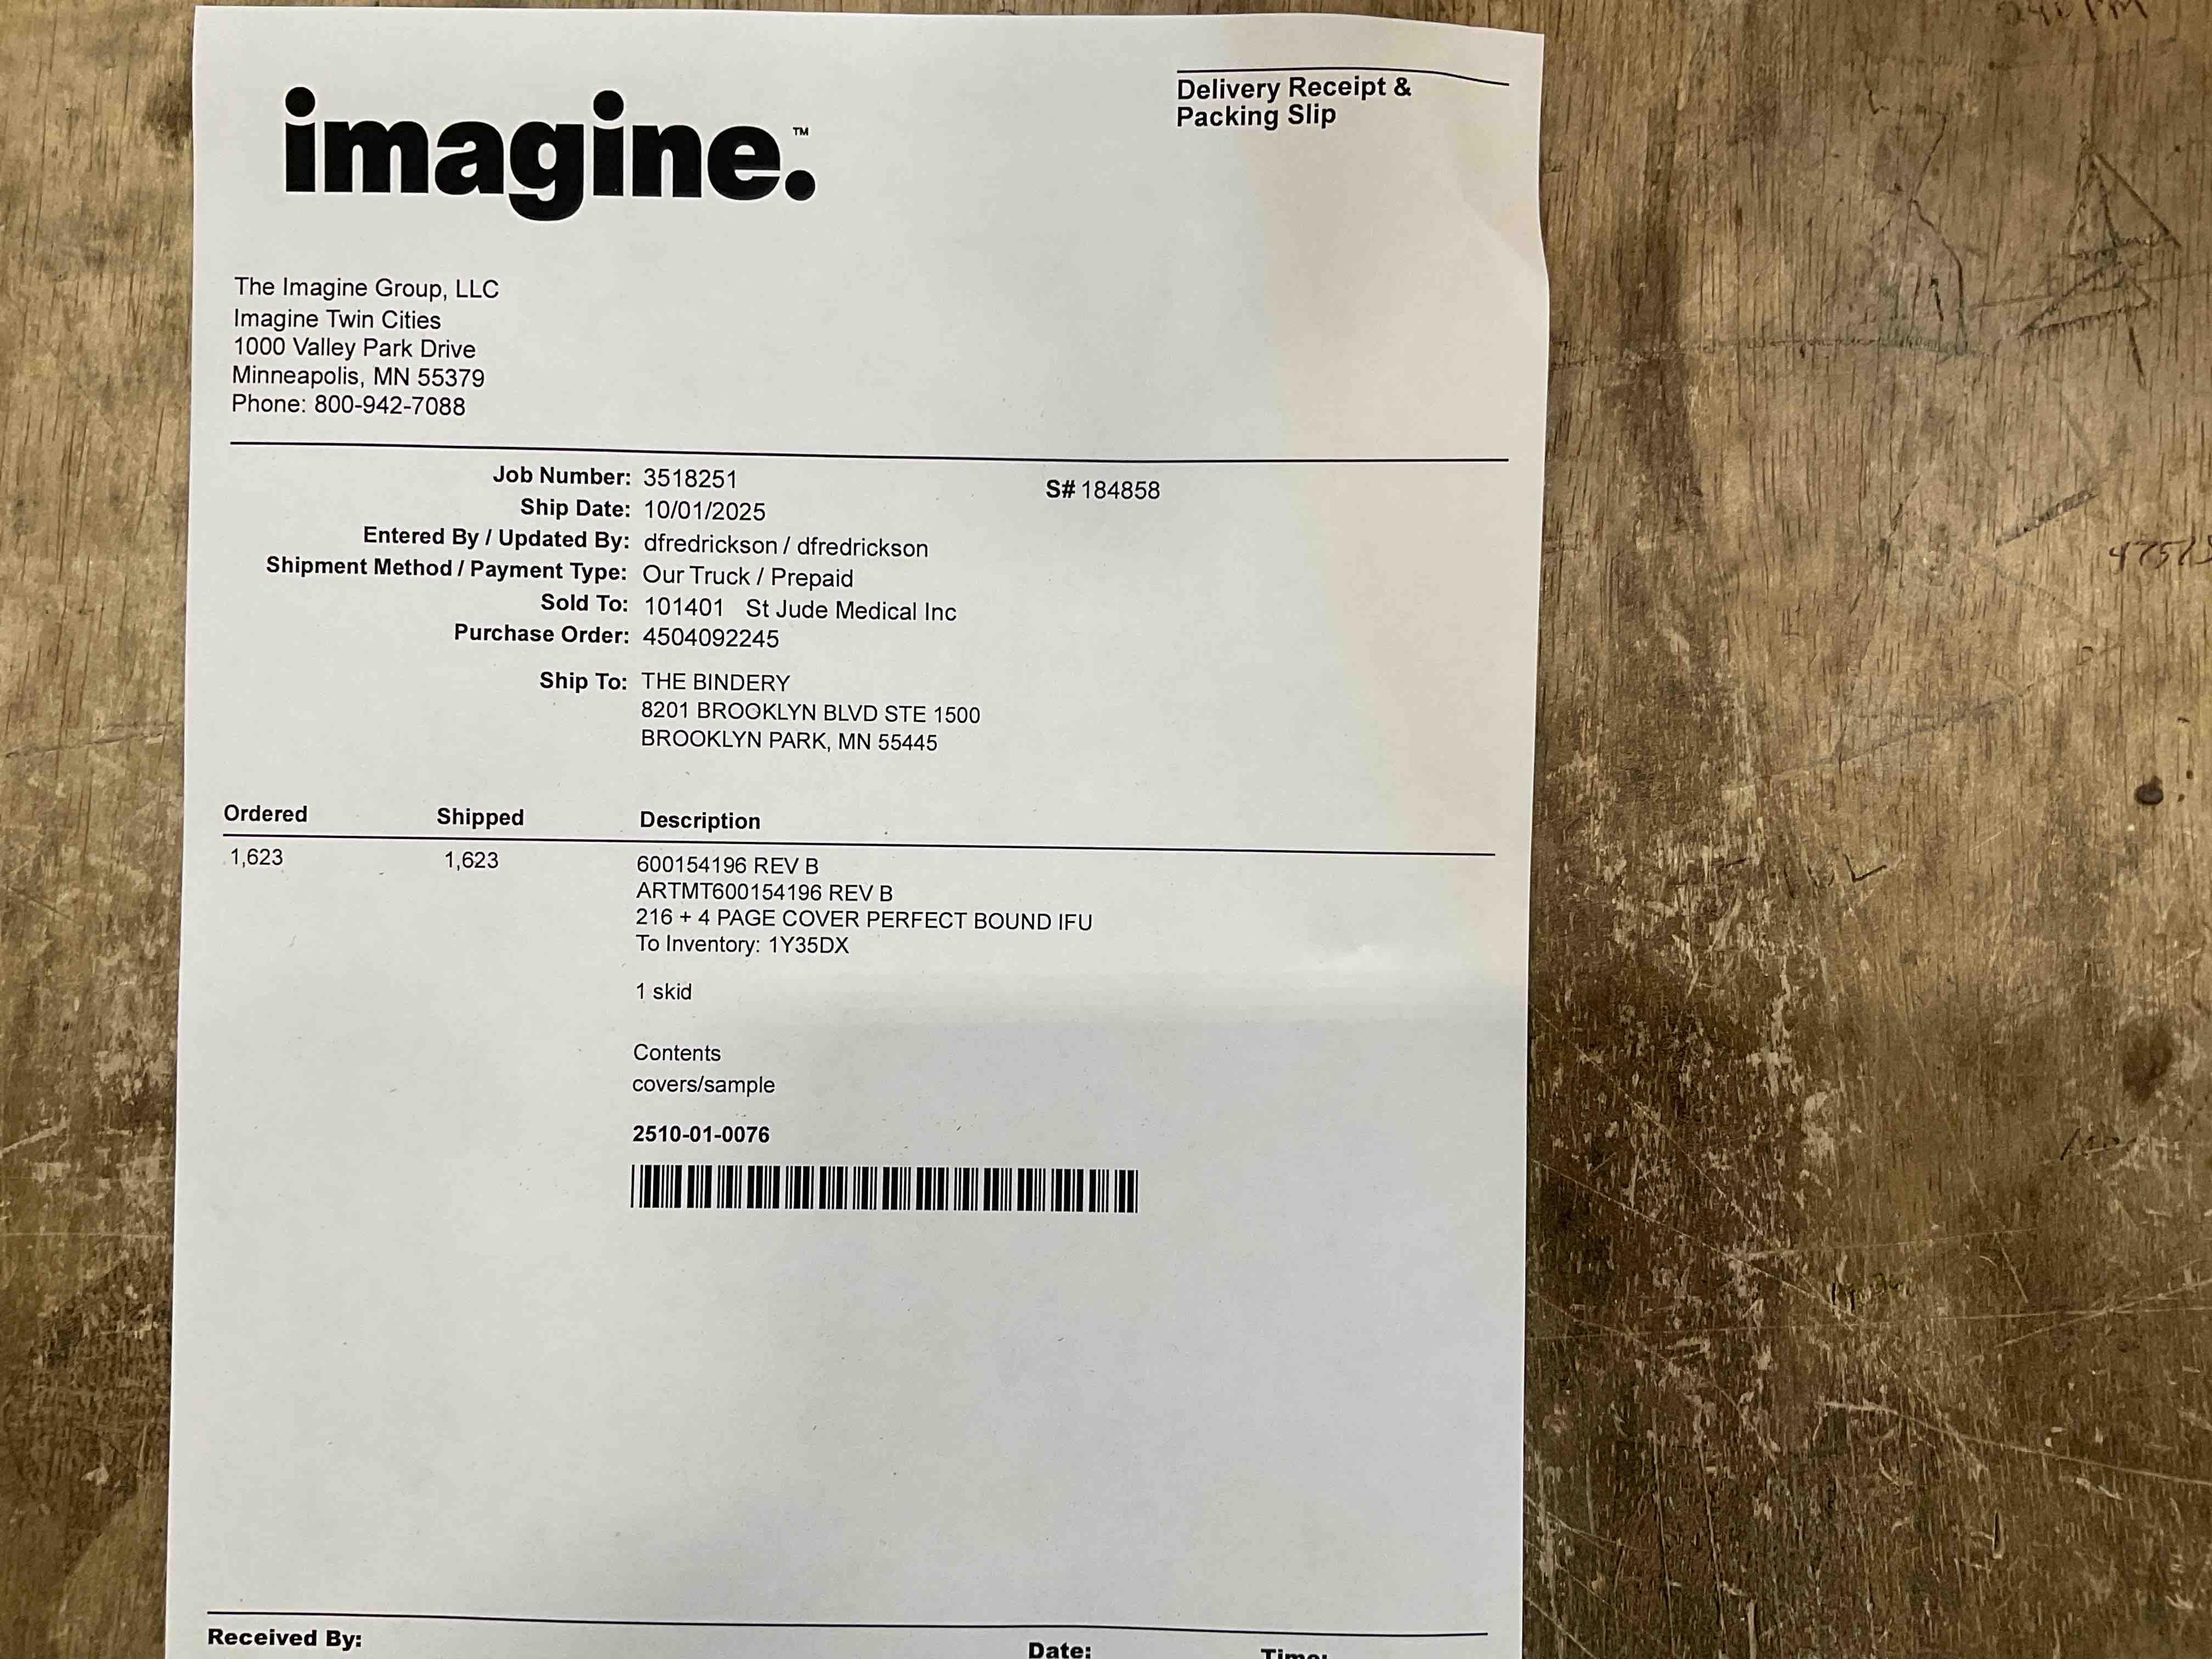 imagine.™
Delivery Receipt &
Packing Slip
The Imagine Group, LLC
Imagine Twin Cities
1000 Valley Park Drive
Minneapolis, MN 55379
Phone: 800-942-7088
Job Number: 3518251
S# 184858
Ship Date: 10/01/2025
Entered By / Updated By: dfredrickson / dfredrickson
Shipment Method / Payment Type: Our Truck / Prepaid
Sold To: 101401 St Jude Medical Inc
Purchase Order: 4504092245
Ship To: THE BINDERY
8201 BROOKLYN BLVD STE 1500
BROOKLYN PARK, MN 55445
Ordered Shipped Description
1,623 1,623 600154196 REV B
ARTMT600154196 REV B
216 + 4 PAGE COVER PERFECT BOUND IFU
To Inventory: 1Y35DX
1 skid
Contents
covers/sample
2510-01-0076
Received By: Date: Time: